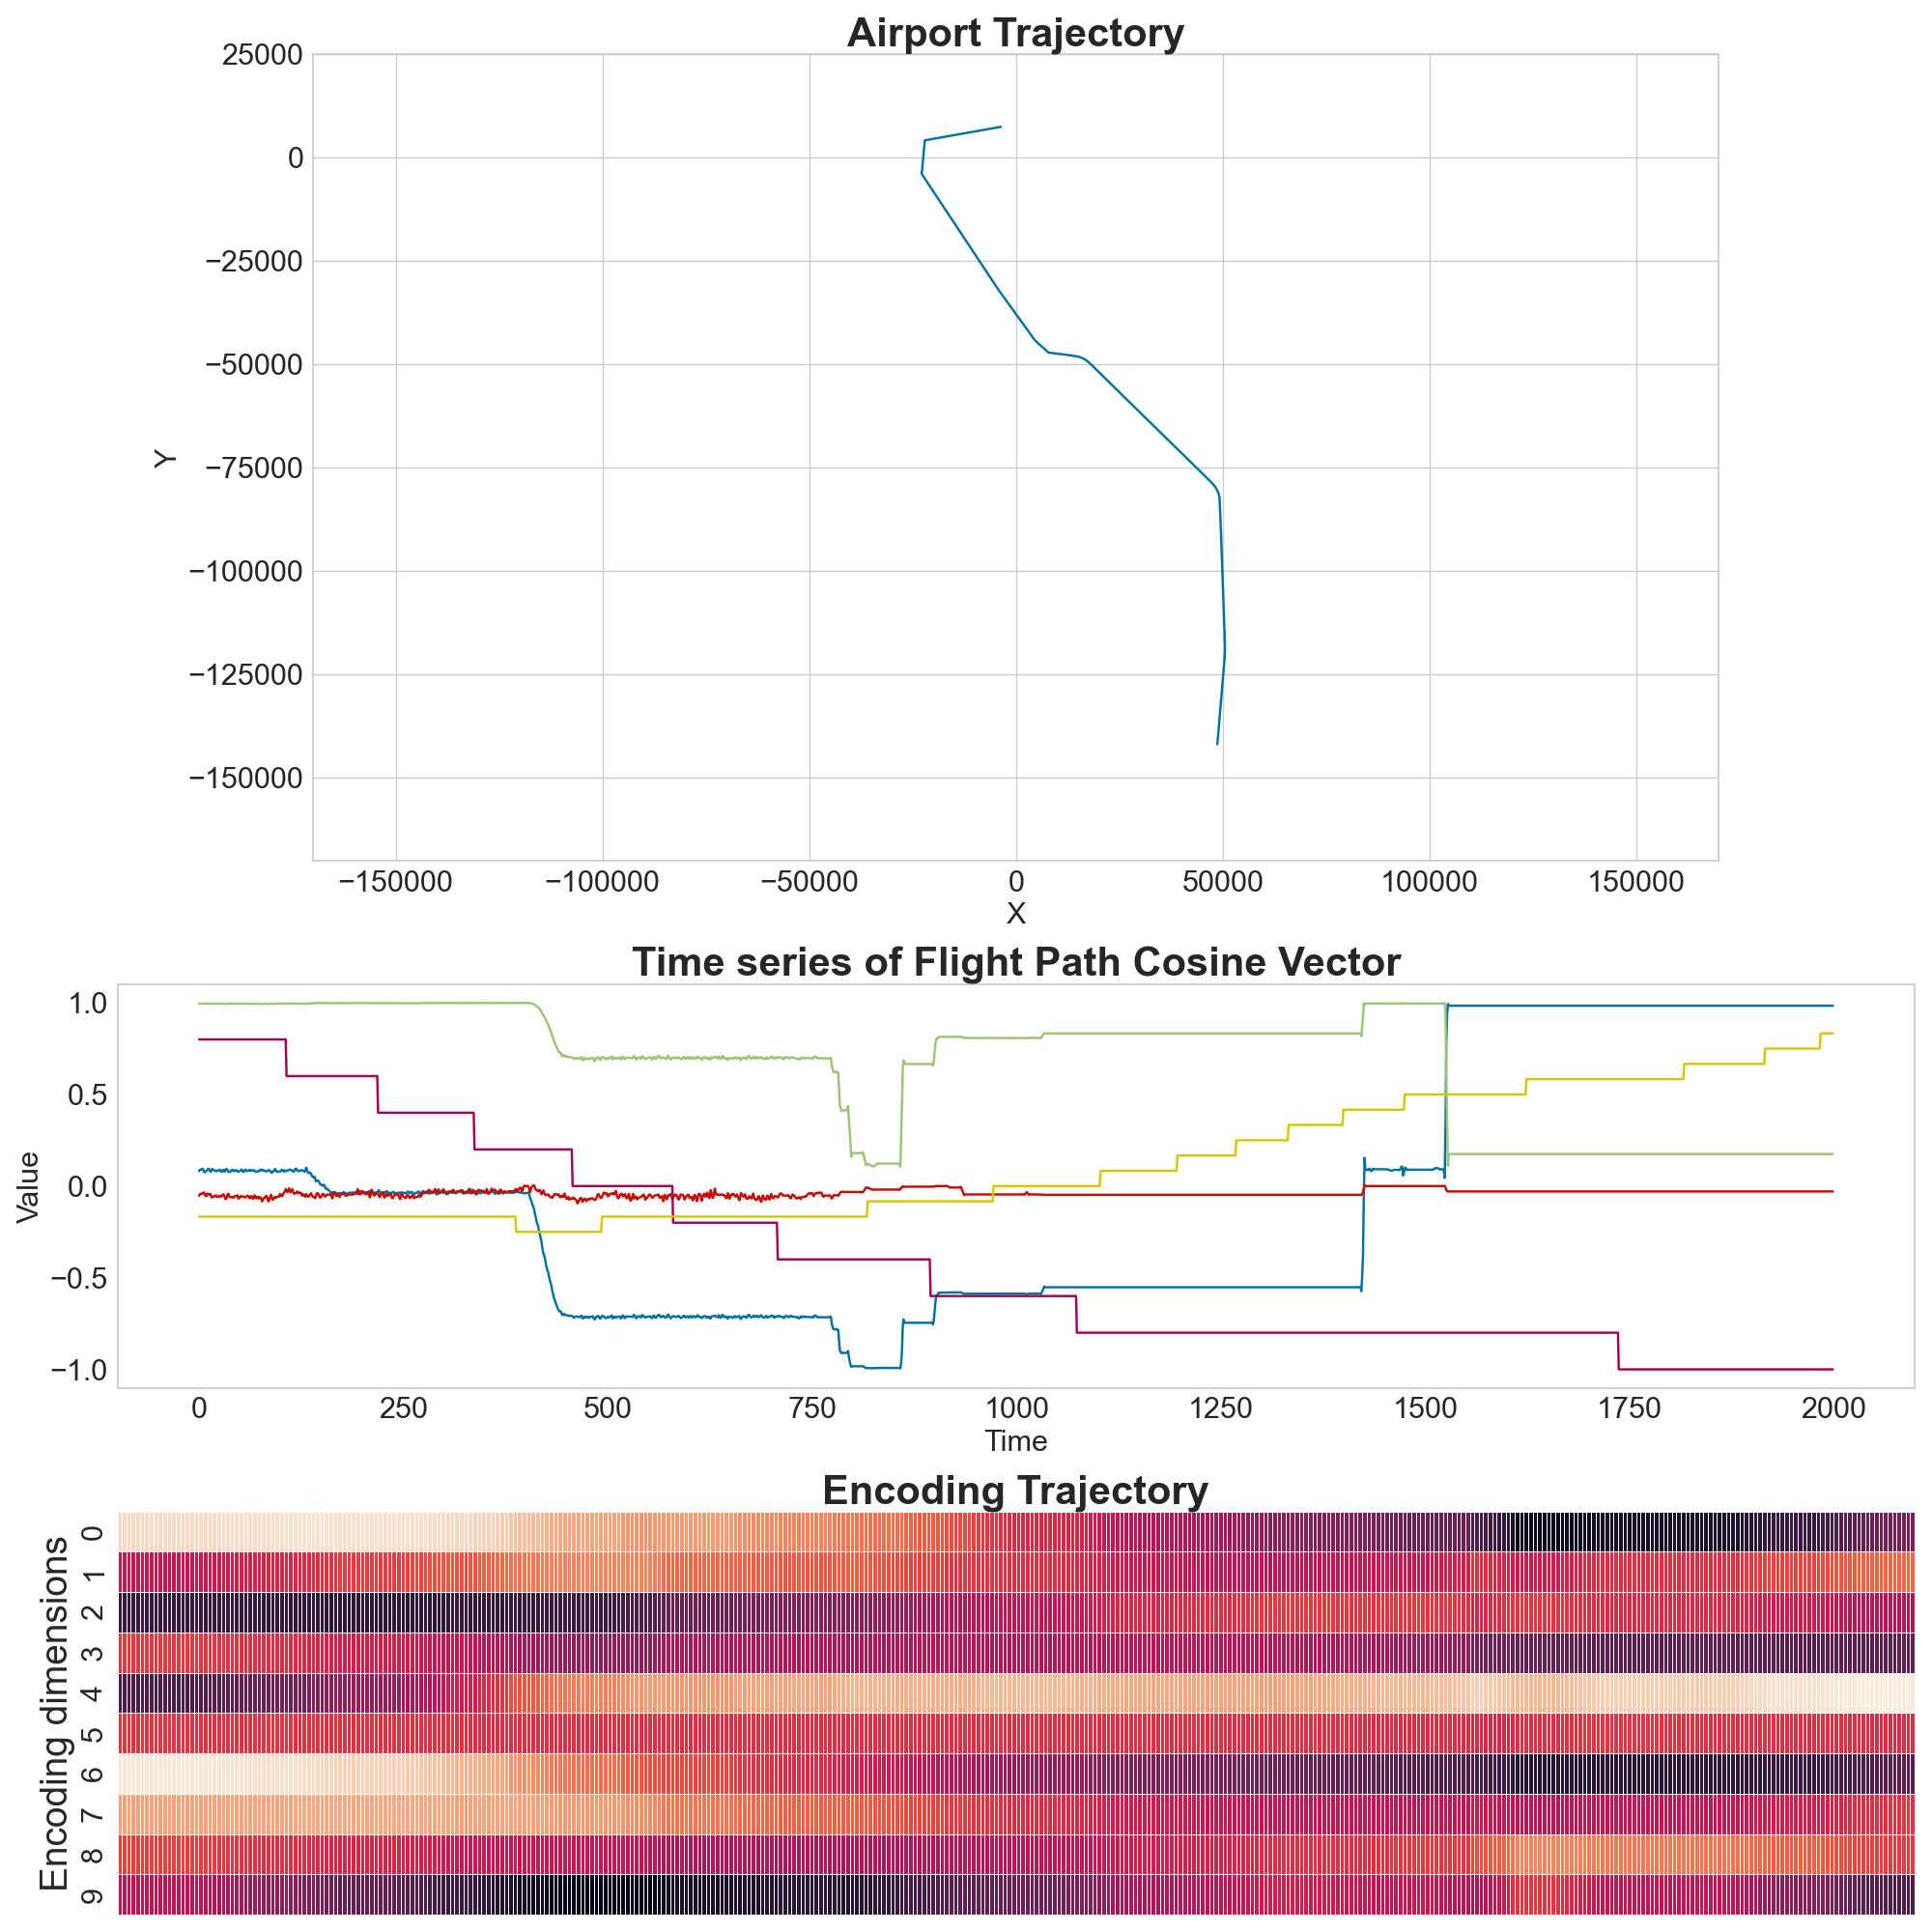 Airport Trajectory
25000
0
−25000
−50000
−75000
−100000
−125000
−150000
Y
−150000 −100000 −50000 0 50000 100000 150000
X
Time series of Flight Path Cosine Vector
1.0
0.5
0.0
−0.5
−1.0
Value
0 250 500 750 1000 1250 1500 1750 2000
Time
Encoding Trajectory
Encoding dimensions
0
1
2
3
4
5
6
7
8
9